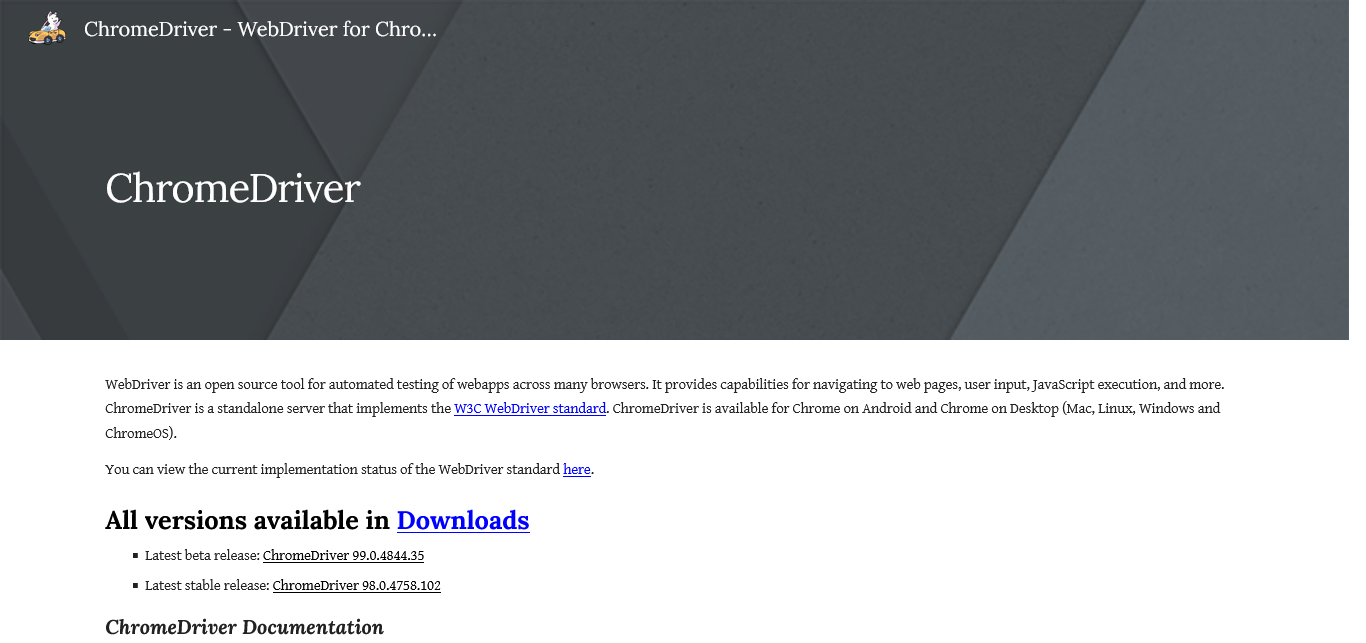 ChromeDriver - WebDriver for Chro...
ChromeDriver
WebDriver is an open source tool for automated testing of webapps across many browsers. It provides capabilities for navigating to web pages, user input, JavaScript execution, and more.
ChromeDriver is a standalone server that implements the W3C WebDriver standard. ChromeDriver is available for Chrome on Android and Chrome on Desktop (Mac, Linux, Windows and
ChromeOS).
You can view the current implementation status of the WebDriver standard here.
All versions available in Downloads
Latest beta release: ChromeDriver 99.0.4844.35
Latest stable release: ChromeDriver 98.0.4758.102
ChromeDriver Documentation